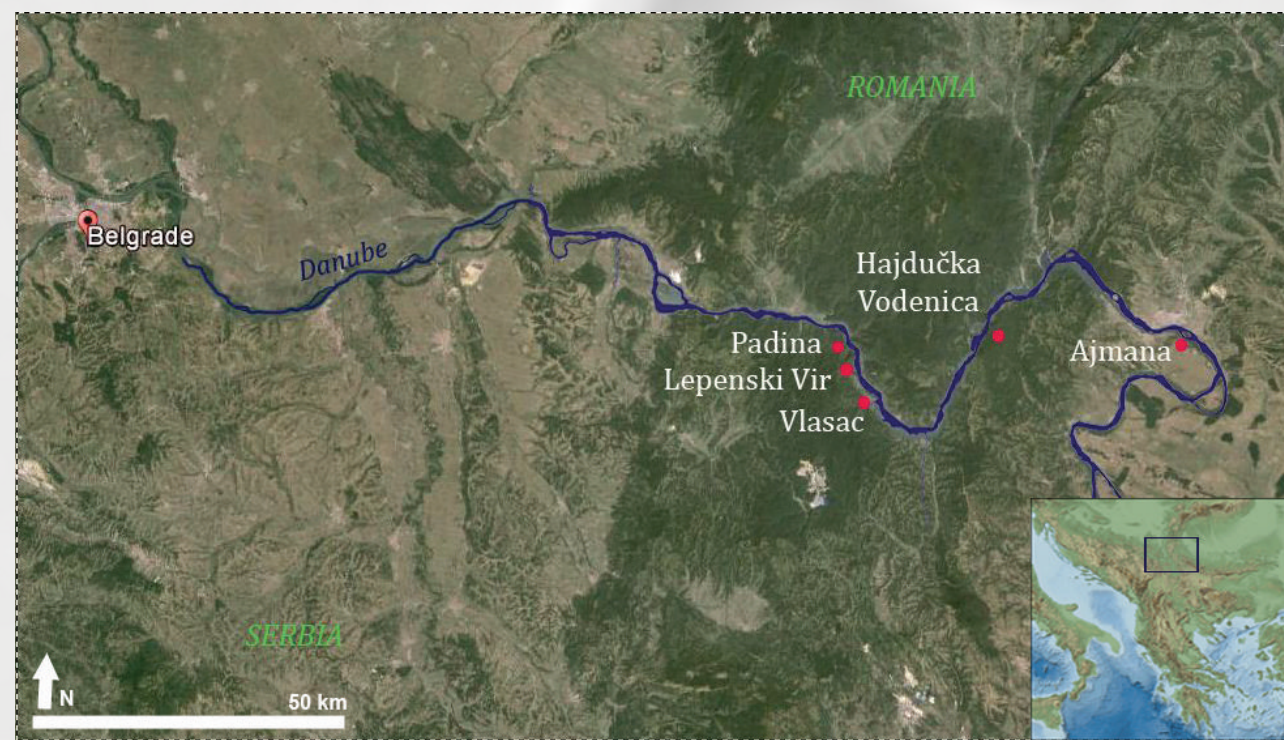 ROMANIA
Belgrade
Danube
Hajdučka
Vodenica
Padina
Ajmana
Lepenski Vir
Vlasac
SERBIA
N
50 km